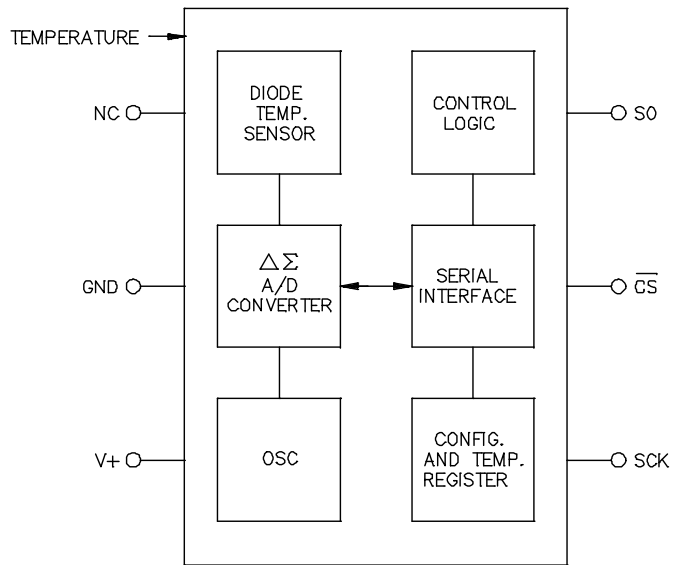 TEMPERATURE
DIODE
TEMP.
SENSOR
CONTROL
LOGIC
NC
SO
ΔΣ
A/D
CONVERTER
SERIAL
INTERFACE
GND
C̅S̅
OSC
CONFIG.
AND TEMP.
REGISTER
V+
SCK